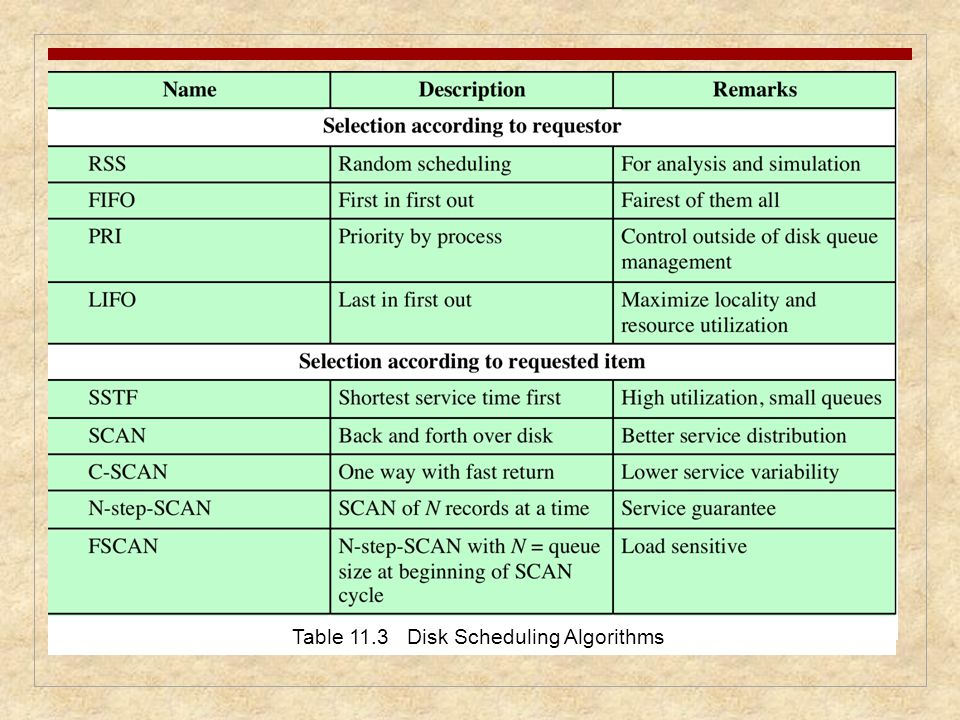 Name Description Remarks
Selection according to requestor
RSS Random scheduling For analysis and simulation
FIFO First in first out Fairest of them all
PRI Priority by process Control outside of disk queue
management
LIFO Last in first out Maximize locality and
resource utilization
Selection according to requested item
SSTF Shortest service time first High utilization, small queues
SCAN Back and forth over disk Better service distribution
C-SCAN One way with fast return Lower service variability
N-step-SCAN SCAN of N records at a time Service guarantee
FSCAN N-step-SCAN with N = queue Load sensitive
size at beginning of SCAN
cycle
Table 11.3 Disk Scheduling Algorithms